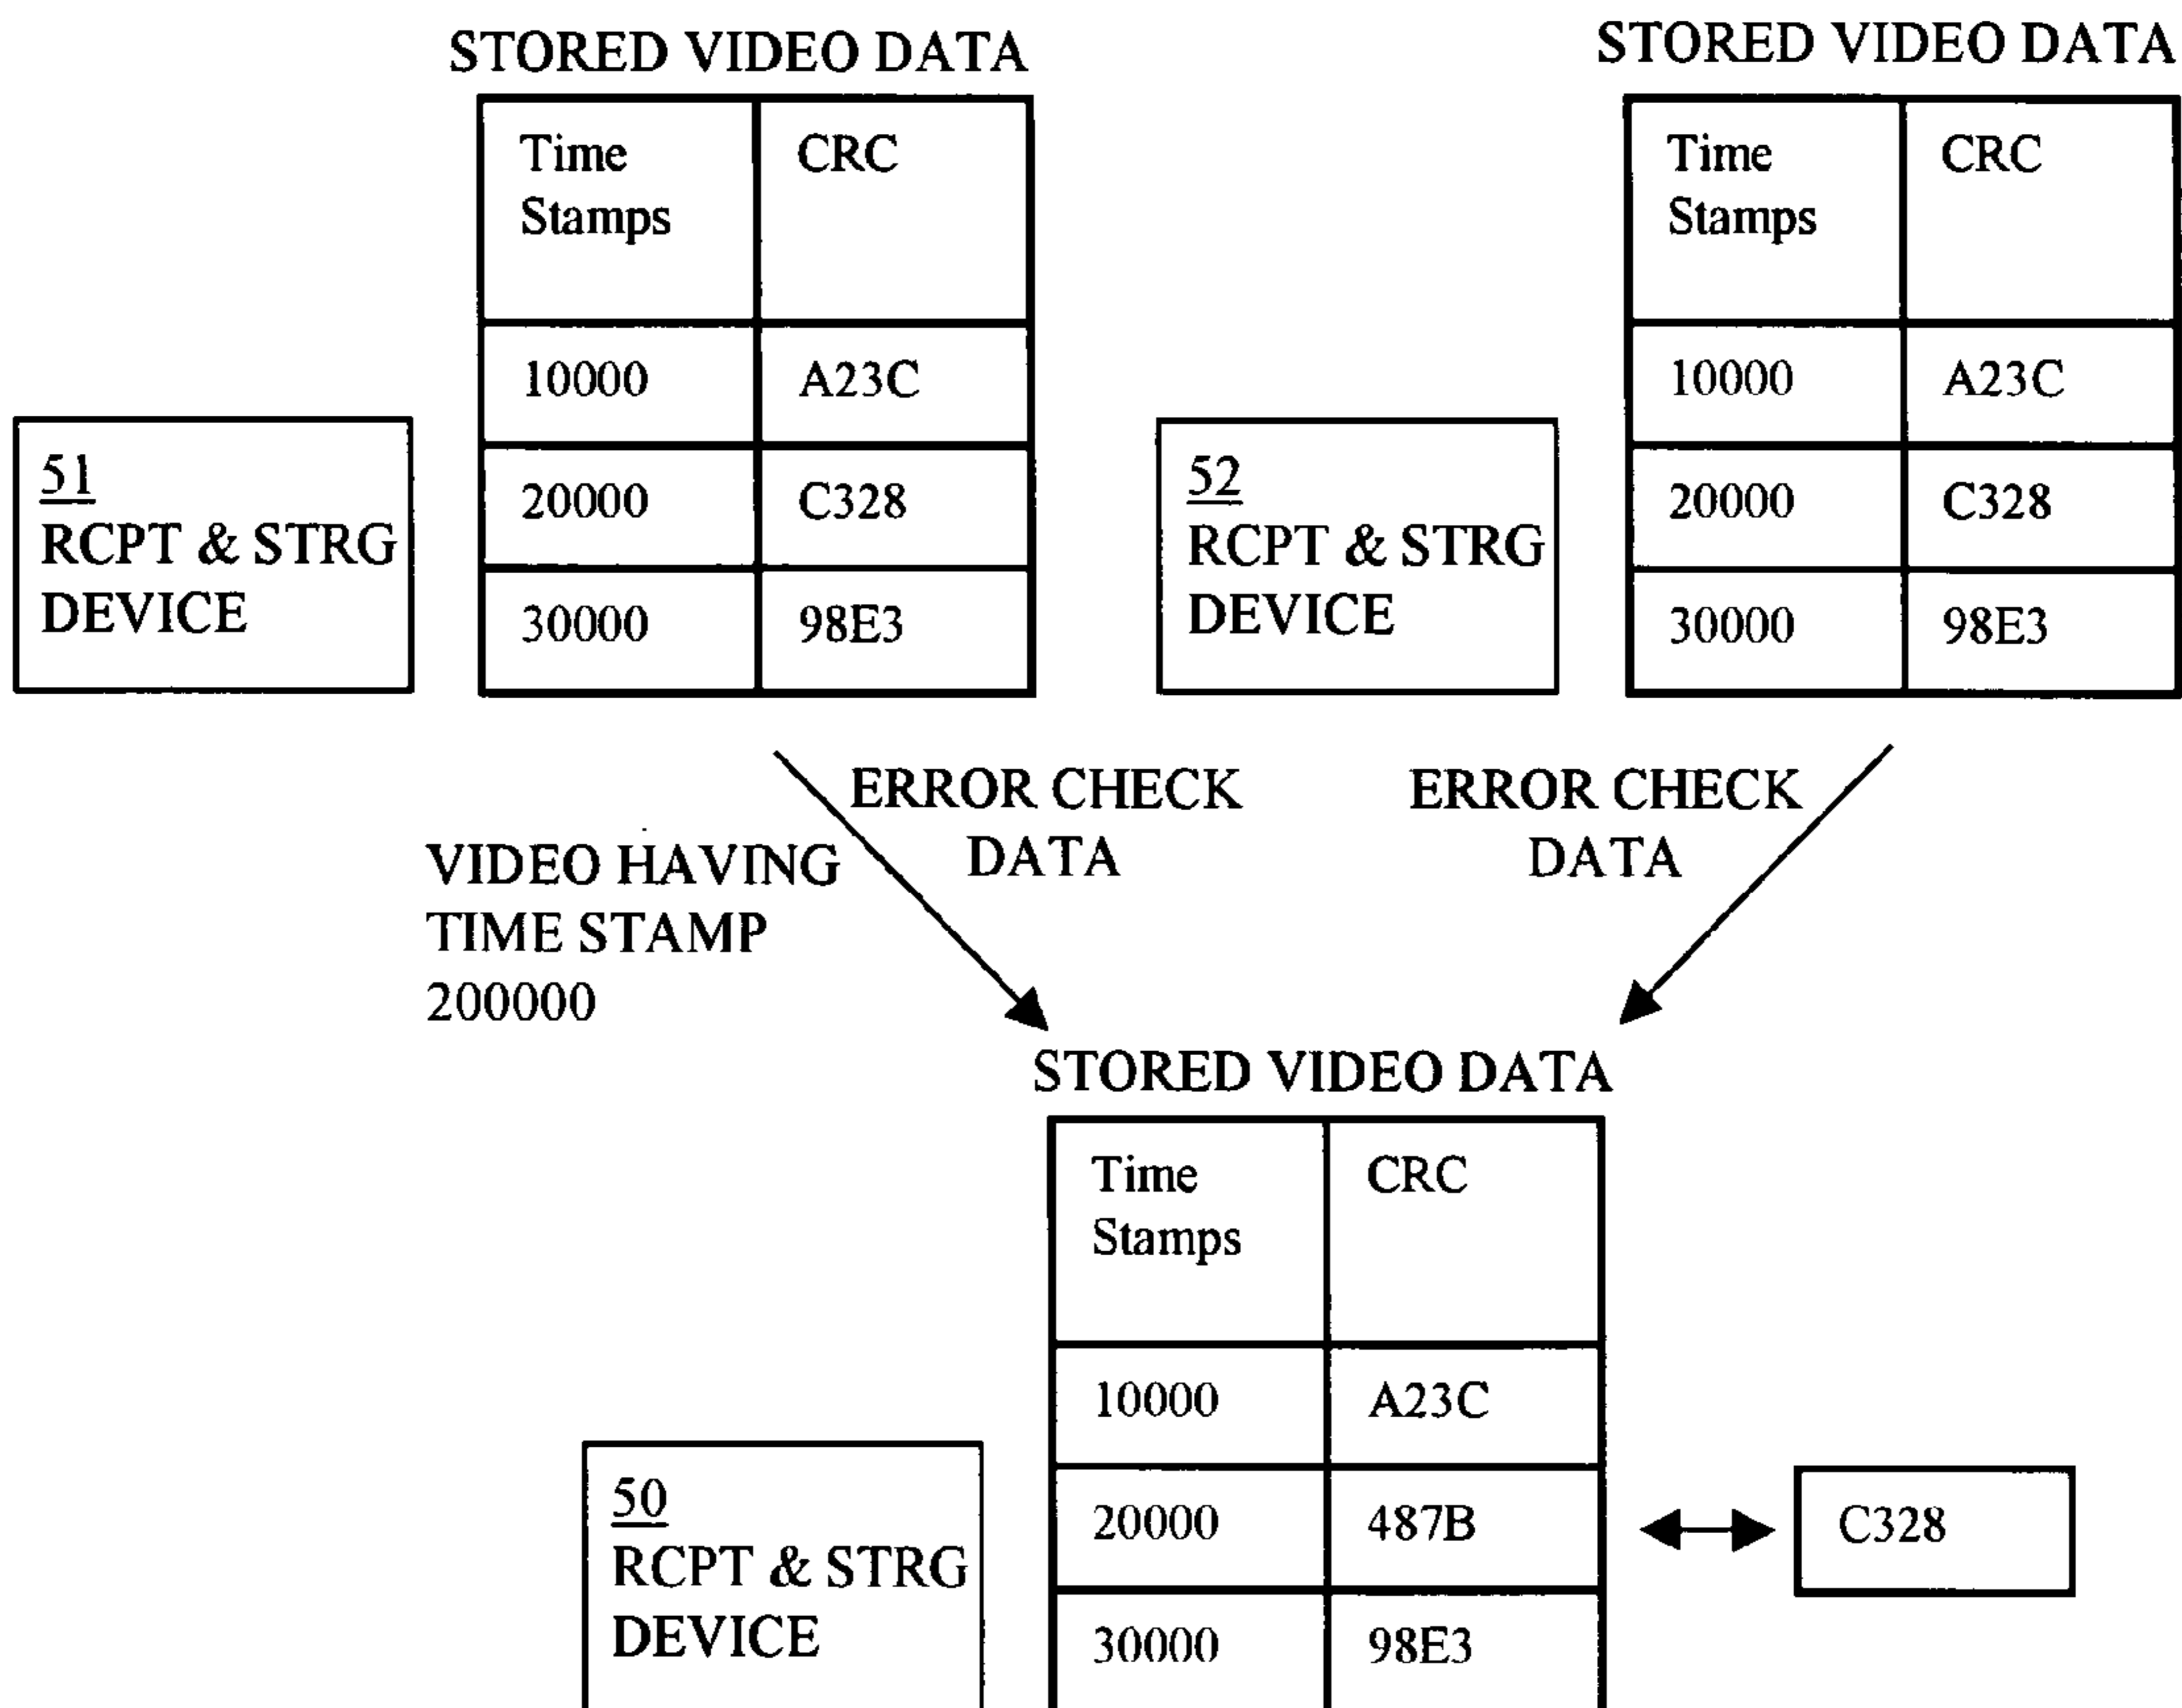 STORED VIDEO DATA
Time Stamps CRC
10000 A23C
20000 C328
30000 98E3
51
RCPT & STRG
DEVICE
STORED VIDEO DATA
Time Stamps CRC
10000 A23C
20000 C328
30000 98E3
52
RCPT & STRG
DEVICE
ERROR CHECK
DATA
ERROR CHECK
DATA
VIDEO HAVING
TIME STAMP
200000
STORED VIDEO DATA
Time Stamps CRC
10000 A23C
20000 487B
30000 98E3
C328
50
RCPT & STRG
DEVICE